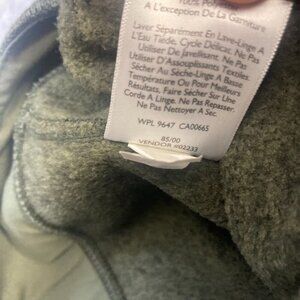 100% Polyester
À L'Exception De La Garniture
Laver Séparément En Lave-Linge À
L'Eau Tiède, Cycle Délicat. Ne Pas
Utiliser De Javellisant. Ne Pas
Utiliser D'Assouplissants Textiles.
Sécher Au Sèche-Linge À Basse
Température Ou Pour Meilleurs
Résultats, Faire Sécher Sur Une
Corde À Linge. Ne Pas Repasser.
Ne Pas Nettoyer À Sec.
WPL 9647 CA00665
85/00
VENDOR #02233